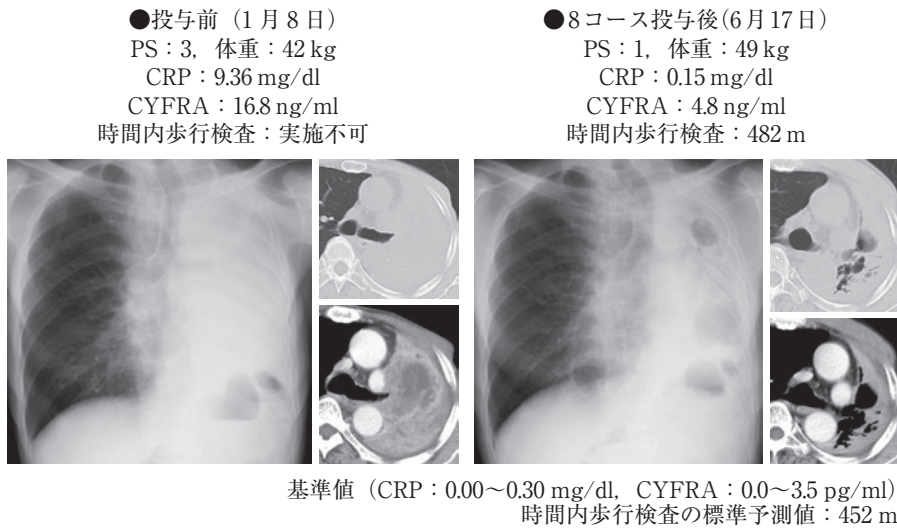 ●投与前（1月8日）
PS：3，体重：42 kg
CRP：9.36 mg/dl
CYFRA：16.8 ng/ml
時間内歩行検査：実施不可
●8コース投与後（6月17日）
PS：1，体重：49 kg
CRP：0.15 mg/dl
CYFRA：4.8 ng/ml
時間内歩行検査：482 m
基準値（CRP：0.00〜0.30 mg/dl，CYFRA：0.0〜3.5 pg/ml）
時間内歩行検査の標準予測値：452 m